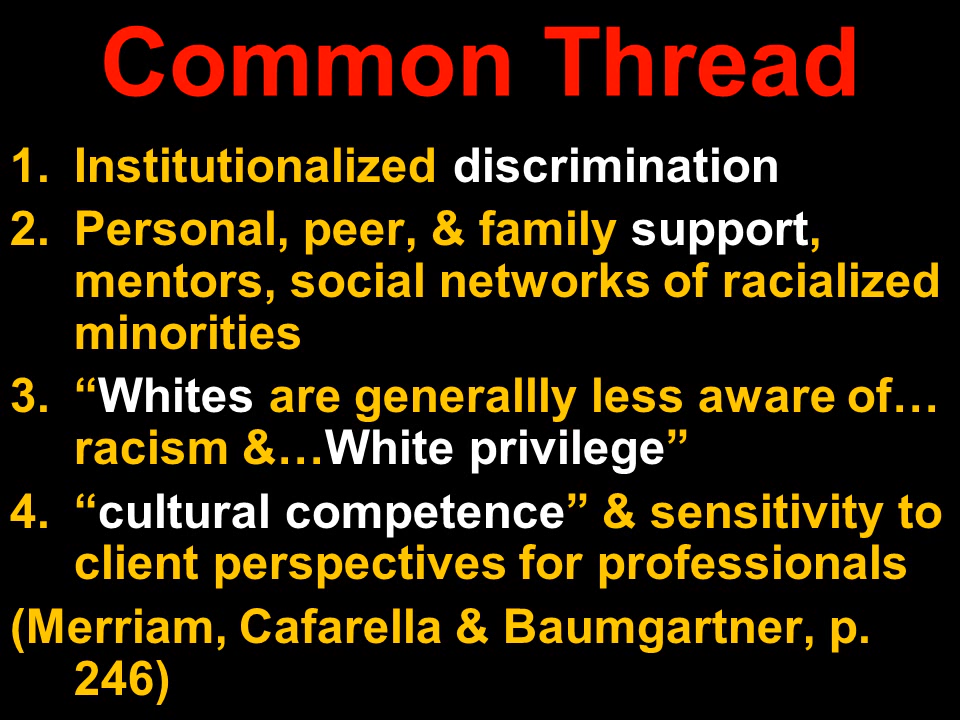 Common Thread
1. Institutionalized discrimination
2. Personal, peer, & family support,
mentors, social networks of racialized
minorities
3. “Whites are generallly less aware of…
racism &…White privilege”
4. “cultural competence” & sensitivity to
client perspectives for professionals
(Merriam, Cafarella & Baumgartner, p.
246)